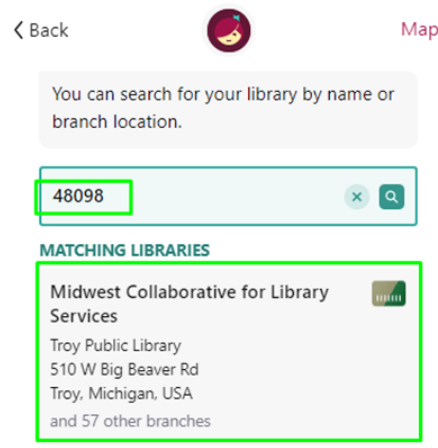 Back
Map
You can search for your library by name or
branch location.
48098
MATCHING LIBRARIES
Midwest Collaborative for Library
Services
Troy Public Library
510 W Big Beaver Rd
Troy, Michigan, USA
and 57 other branches